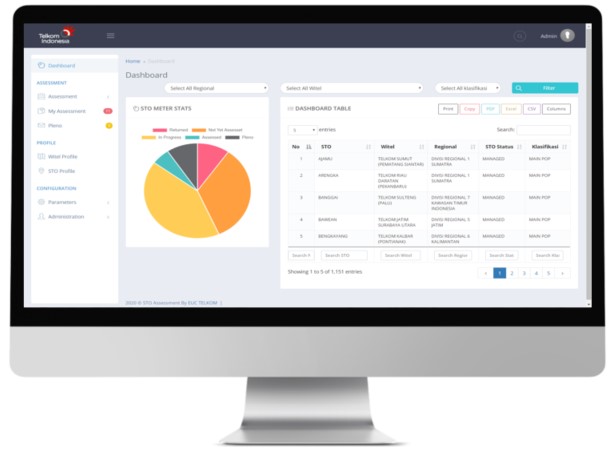 Telkom
Indonesia
Admin
Dashboard
ASSESSMENT
Assessment
My Assessment
Pleno
PROFILE
Witel Profile
STO Profile
CONFIGURATION
Parameters
Administration
Home » Dashboard
Dashboard
Select All Regional
Select All Witel
Select All Klasifikasi
Filter
STO METER STATS
Returned Not Yet Assessed
In Progress Assessed Pleno
DASHBOARD TABLE
Print Copy PDF Excel CSV Columns
5 entries
Search:
No STO Witel Regional STO Status Klasifikasi
1 AJAMU TELKOM SUMUT (PEMATANG SIANTAR) DIVISI REGIONAL 1 SUMATRA MANAGED MAIN POP
2 ARENGKA TELKOM RIAU DARATAN (PEKANBARU) DIVISI REGIONAL 1 SUMATRA MANAGED MAIN POP
3 BANGGAI TELKOM SULTENG (PALU) DIVISI REGIONAL 7 KAWASAN TIMUR INDONESIA MANAGED MAIN POP
4 TELKOM JATIM SURABAYA UTARA DIVISI REGIONAL 5 JATIM MANAGED MAIN POP
5 BENGKAYANG TELKOM KALBAR (PONTIANAK) DIVISI REGIONAL 6 KALIMANTAN MANAGED MAIN POP
Search STO Search Witel Search Region Search Stat Search Klas
Showing 1 to 5 of 1,151 entries
« 1 2 3 4 5 »
2020 © STO Assessment By EUC TELKOM |